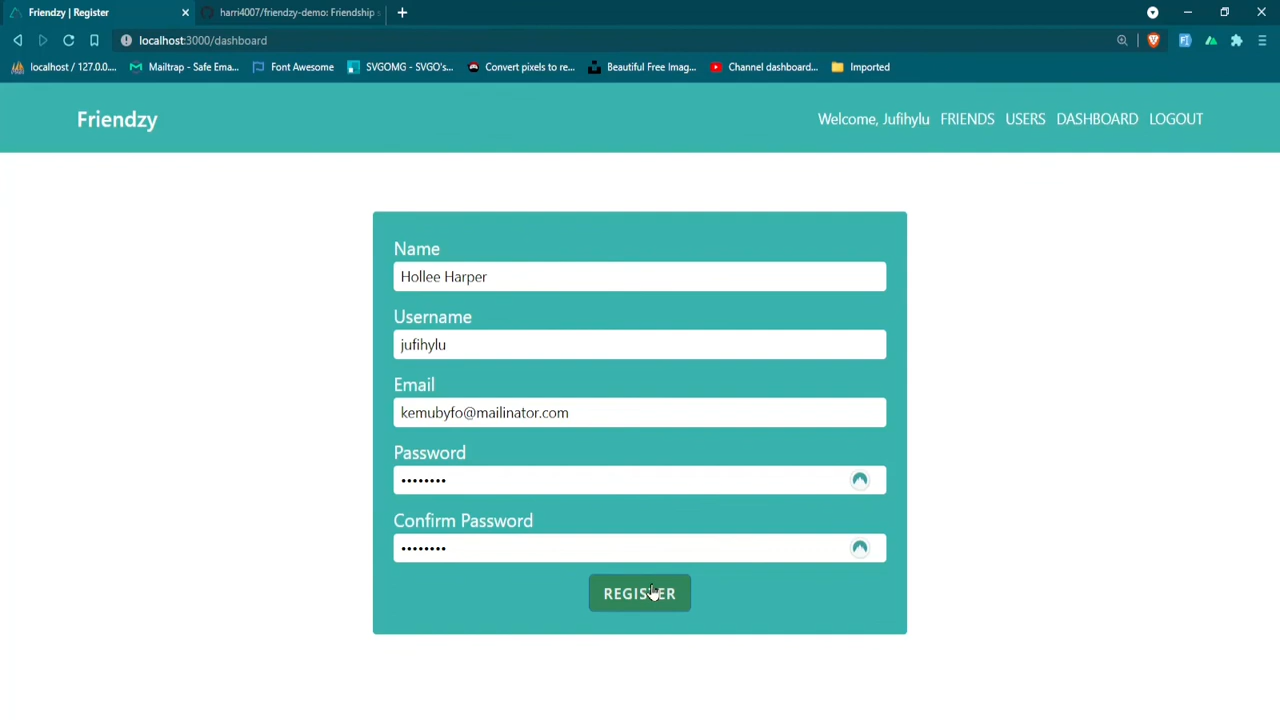 Friendzy | Register
harri4007/friendzy-demo: Friendship s
localhost:3000/dashboard
localhost / 127.0.0.... Mailtrap - Safe Ema... Font Awesome SVGOMG - SVGO's... Convert pixels to re... Beautiful Free Imag... Channel dashboard... Imported
Friendzy
Welcome, Jufihylu FRIENDS USERS DASHBOARD LOGOUT
Name
Hollee Harper
Username
jufihylu
Email
kemubyfo@mailinator.com
Password
••••••••
Confirm Password
••••••••
REGISTER